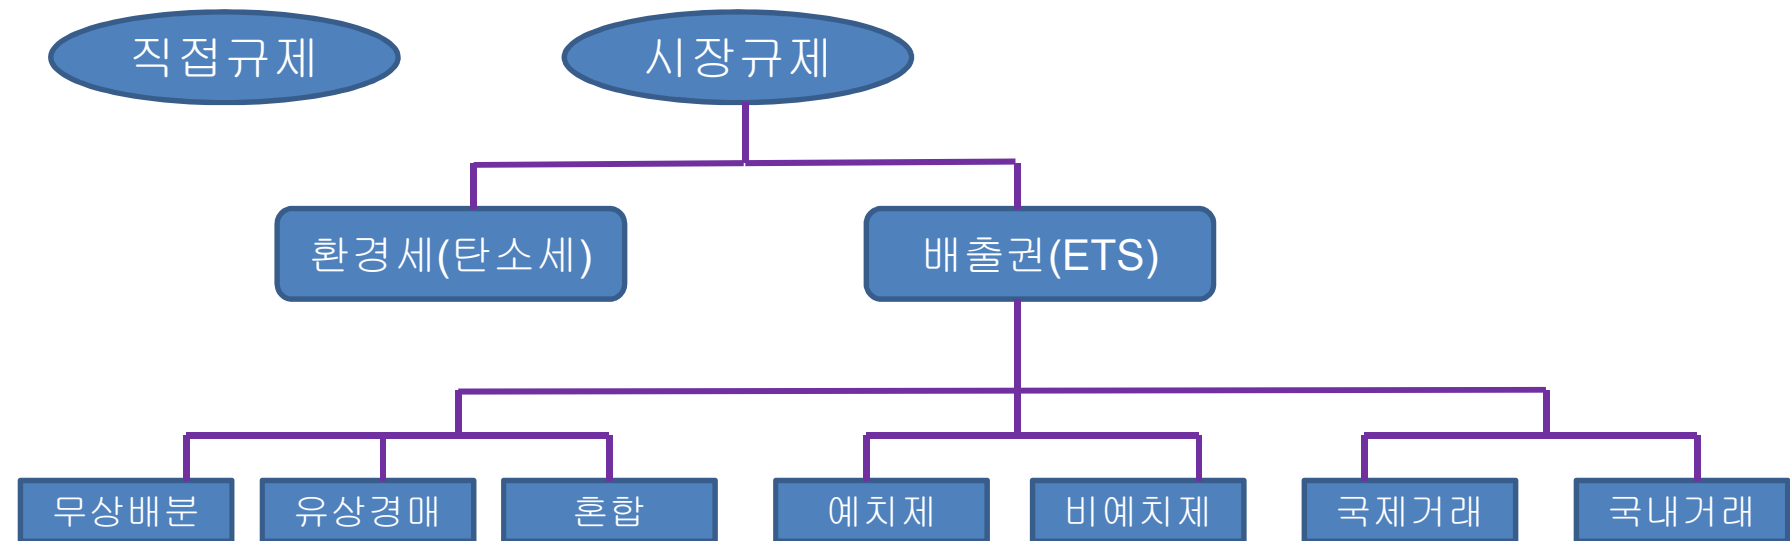 직접규제
시장규제
환경세(탄소세)
배출권(ETS)
무상배분
유상경매
혼합
예치제
비예치제
국제거래
국내거래